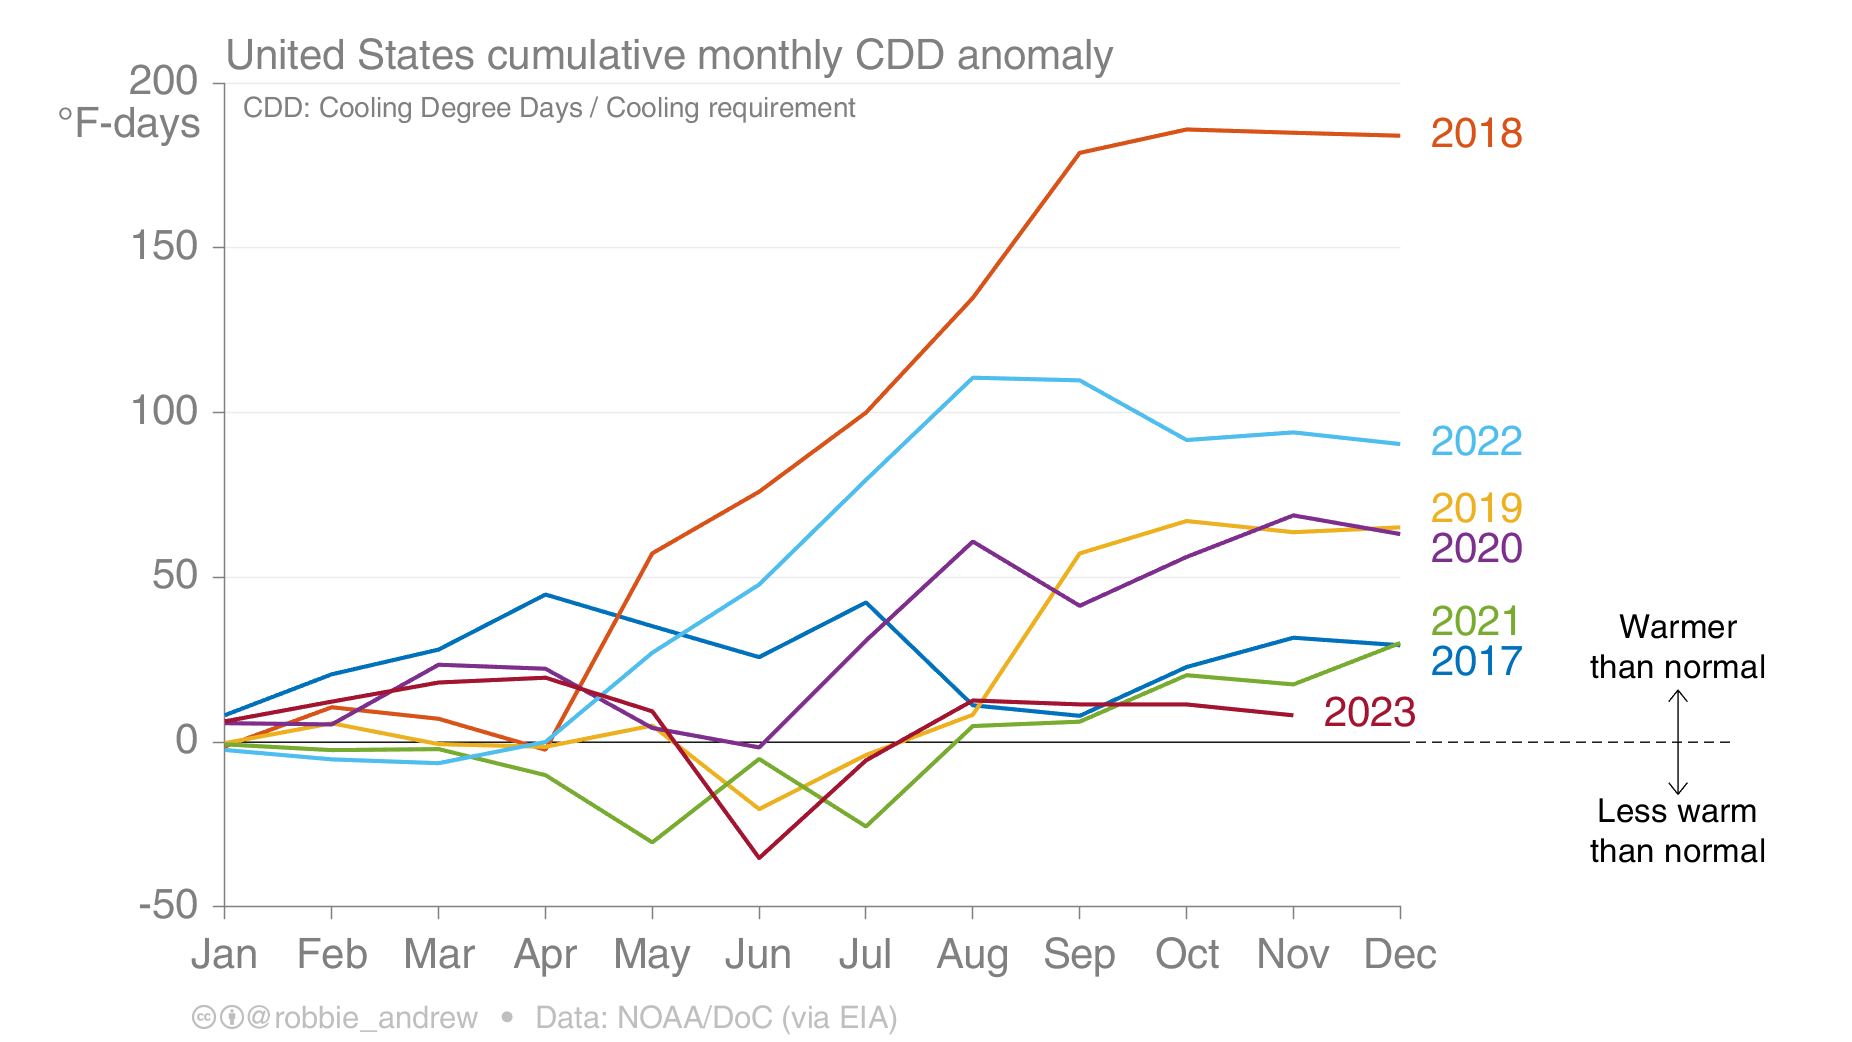 United States cumulative monthly CDD anomaly
200
°F-days
CDD: Cooling Degree Days / Cooling requirement
2018
150
100
2022
2019
2020
50
2021
2017
Warmer
than normal
2023
0
Less warm
than normal
-50
Jan Feb Mar Apr May Jun Jul Aug Sep Oct Nov Dec
cc @robbie_andrew • Data: NOAA/DoC (via EIA)